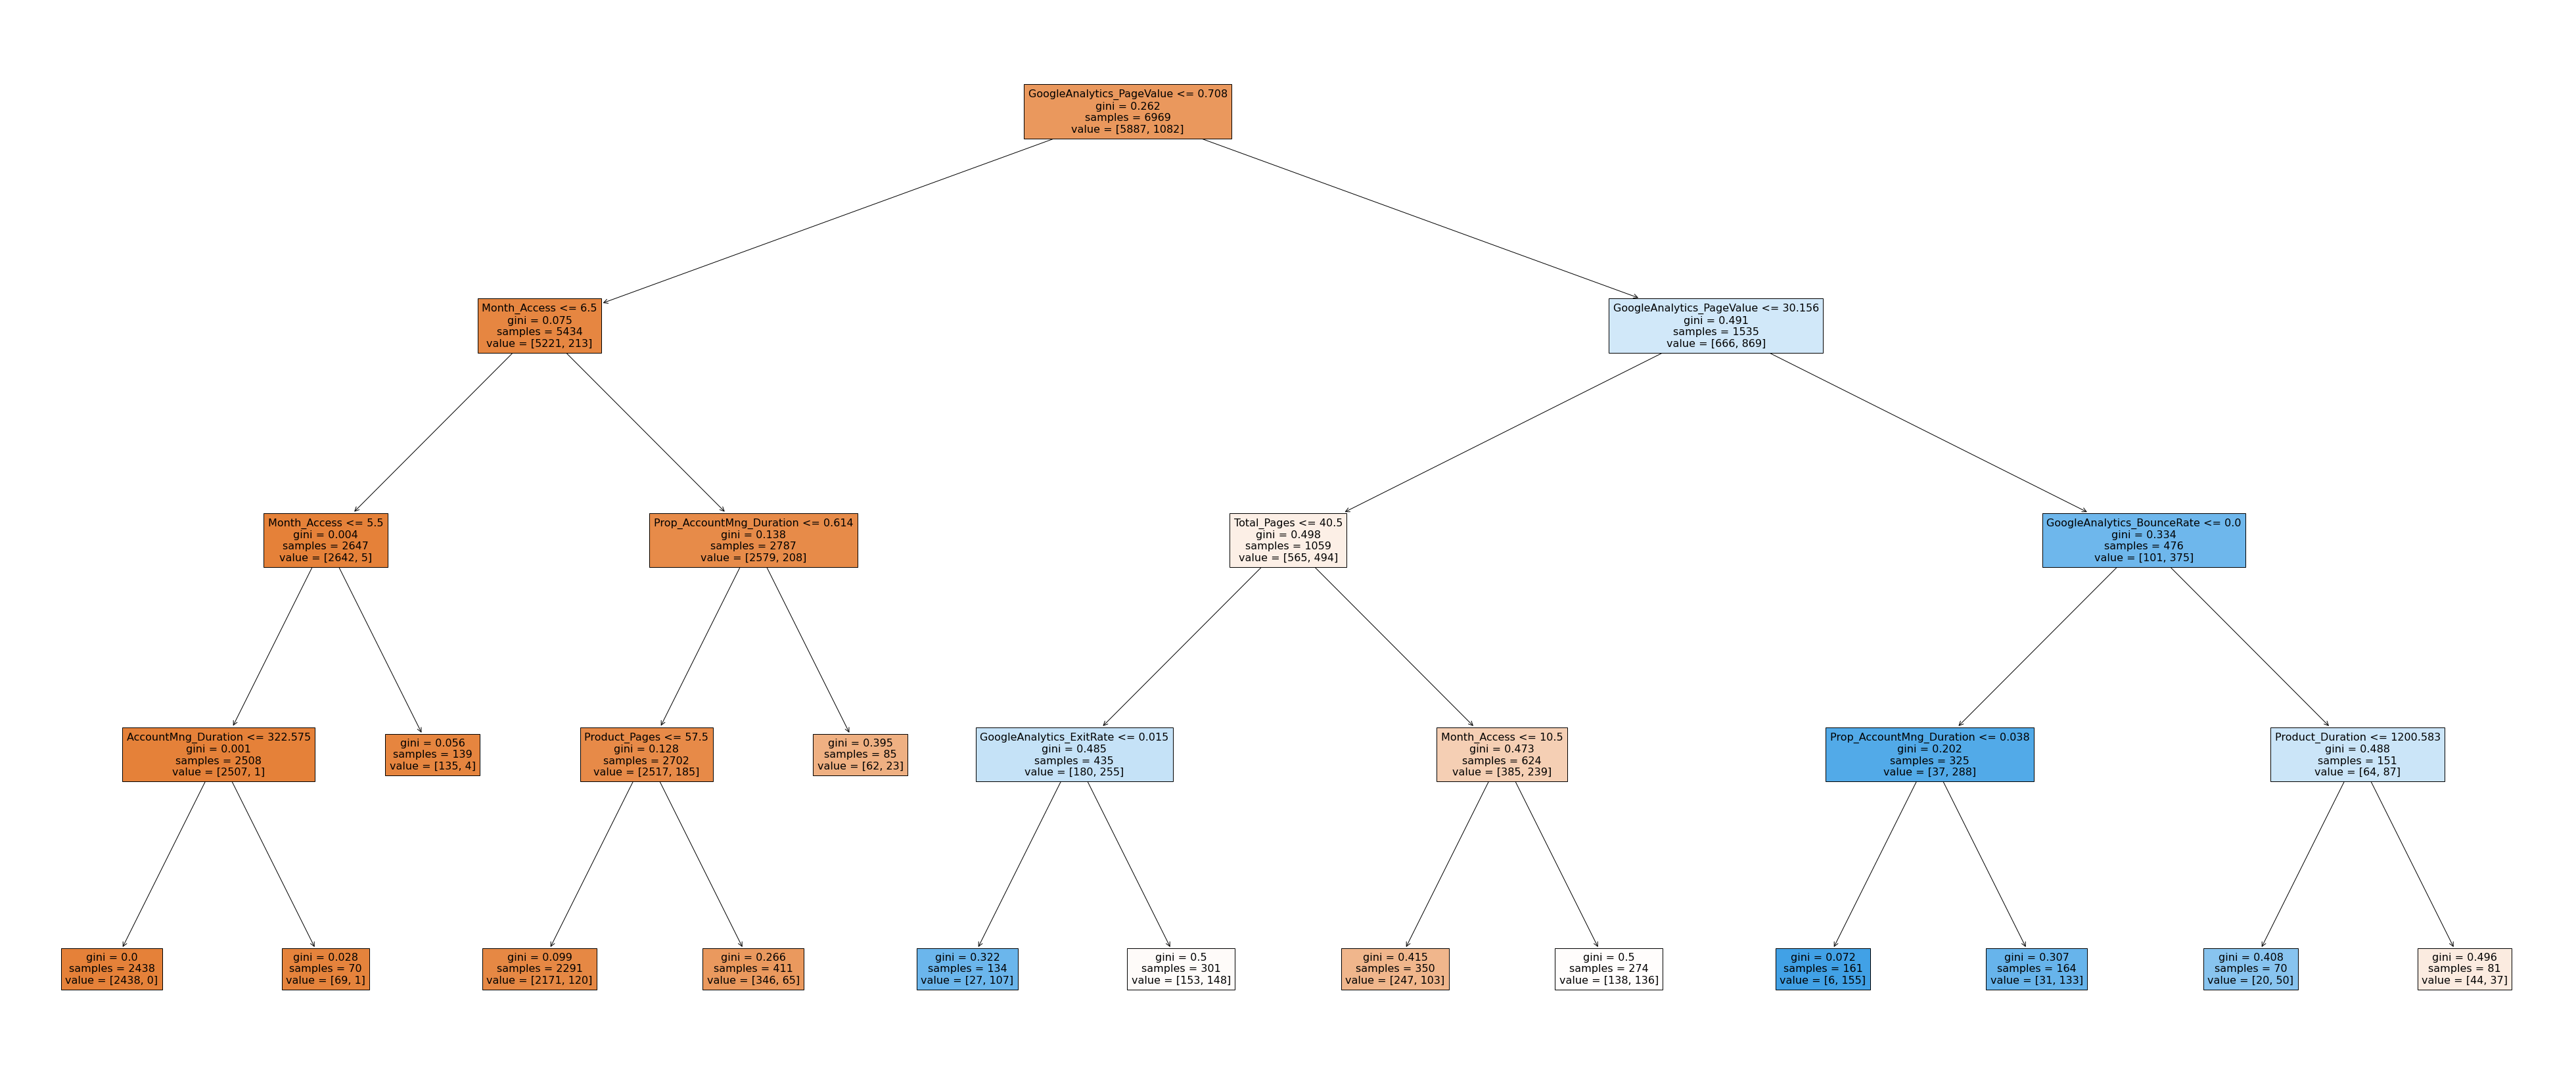 GoogleAnalytics_PageValue <= 0.708
gini = 0.262
samples = 6969
value = [5887, 1082]
Month_Access <= 6.5
gini = 0.075
samples = 5434
value = [5221, 213]
GoogleAnalytics_PageValue <= 30.156
gini = 0.491
samples = 1535
value = [666, 869]
Month_Access <= 5.5
gini = 0.004
samples = 2647
value = [2642, 5]
Prop_AccountMng_Duration <= 0.614
gini = 0.138
samples = 2787
value = [2579, 208]
Total_Pages <= 40.5
gini = 0.498
samples = 1059
value = [565, 494]
GoogleAnalytics_BounceRate <= 0.0
gini = 0.334
samples = 476
value = [101, 375]
AccountMng_Duration <= 322.575
gini = 0.001
samples = 2508
value = [2507, 1]
gini = 0.056
samples = 139
value = [135, 4]
Product_Pages <= 57.5
gini = 0.128
samples = 2702
value = [2517, 185]
gini = 0.395
samples = 85
value = [62, 23]
GoogleAnalytics_ExitRate <= 0.015
gini = 0.485
samples = 435
value = [180, 255]
Month_Access <= 10.5
gini = 0.473
samples = 624
value = [385, 239]
Prop_AccountMng_Duration <= 0.038
gini = 0.202
samples = 325
value = [37, 288]
Product_Duration <= 1200.583
gini = 0.488
samples = 151
value = [64, 87]
gini = 0.0
samples = 2438
value = [2438, 0]
gini = 0.028
samples = 70
value = [69, 1]
gini = 0.099
samples = 2291
value = [2171, 120]
gini = 0.266
samples = 411
value = [346, 65]
gini = 0.322
samples = 134
value = [27, 107]
gini = 0.5
samples = 301
value = [153, 148]
gini = 0.415
samples = 350
value = [247, 103]
gini = 0.5
samples = 274
value = [138, 136]
gini = 0.072
samples = 161
value = [6, 155]
gini = 0.307
samples = 164
value = [31, 133]
gini = 0.408
samples = 70
value = [20, 50]
gini = 0.496
samples = 81
value = [44, 37]